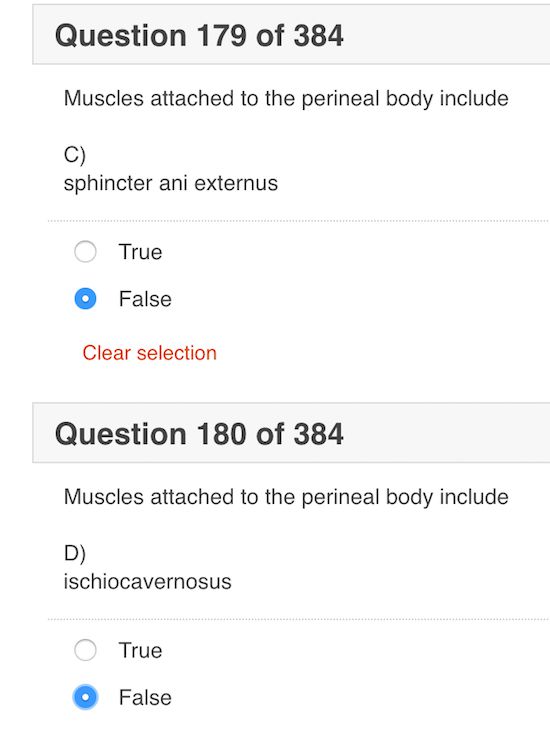 Question 179 of 384
Muscles attached to the perineal body include
C)
sphincter ani externus
True
False
Clear selection
Question 180 of 384
Muscles attached to the perineal body include
D)
ischiocavernosus
True
False